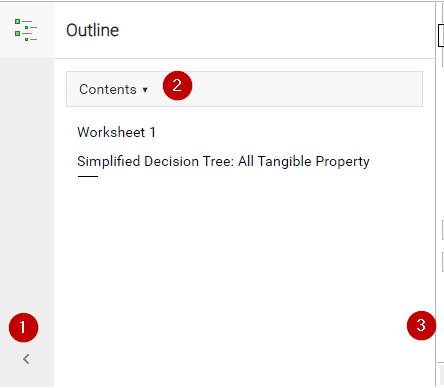 Outline
Contents ▾ 2
Worksheet 1
Simplified Decision Tree: All Tangible Property
1
3